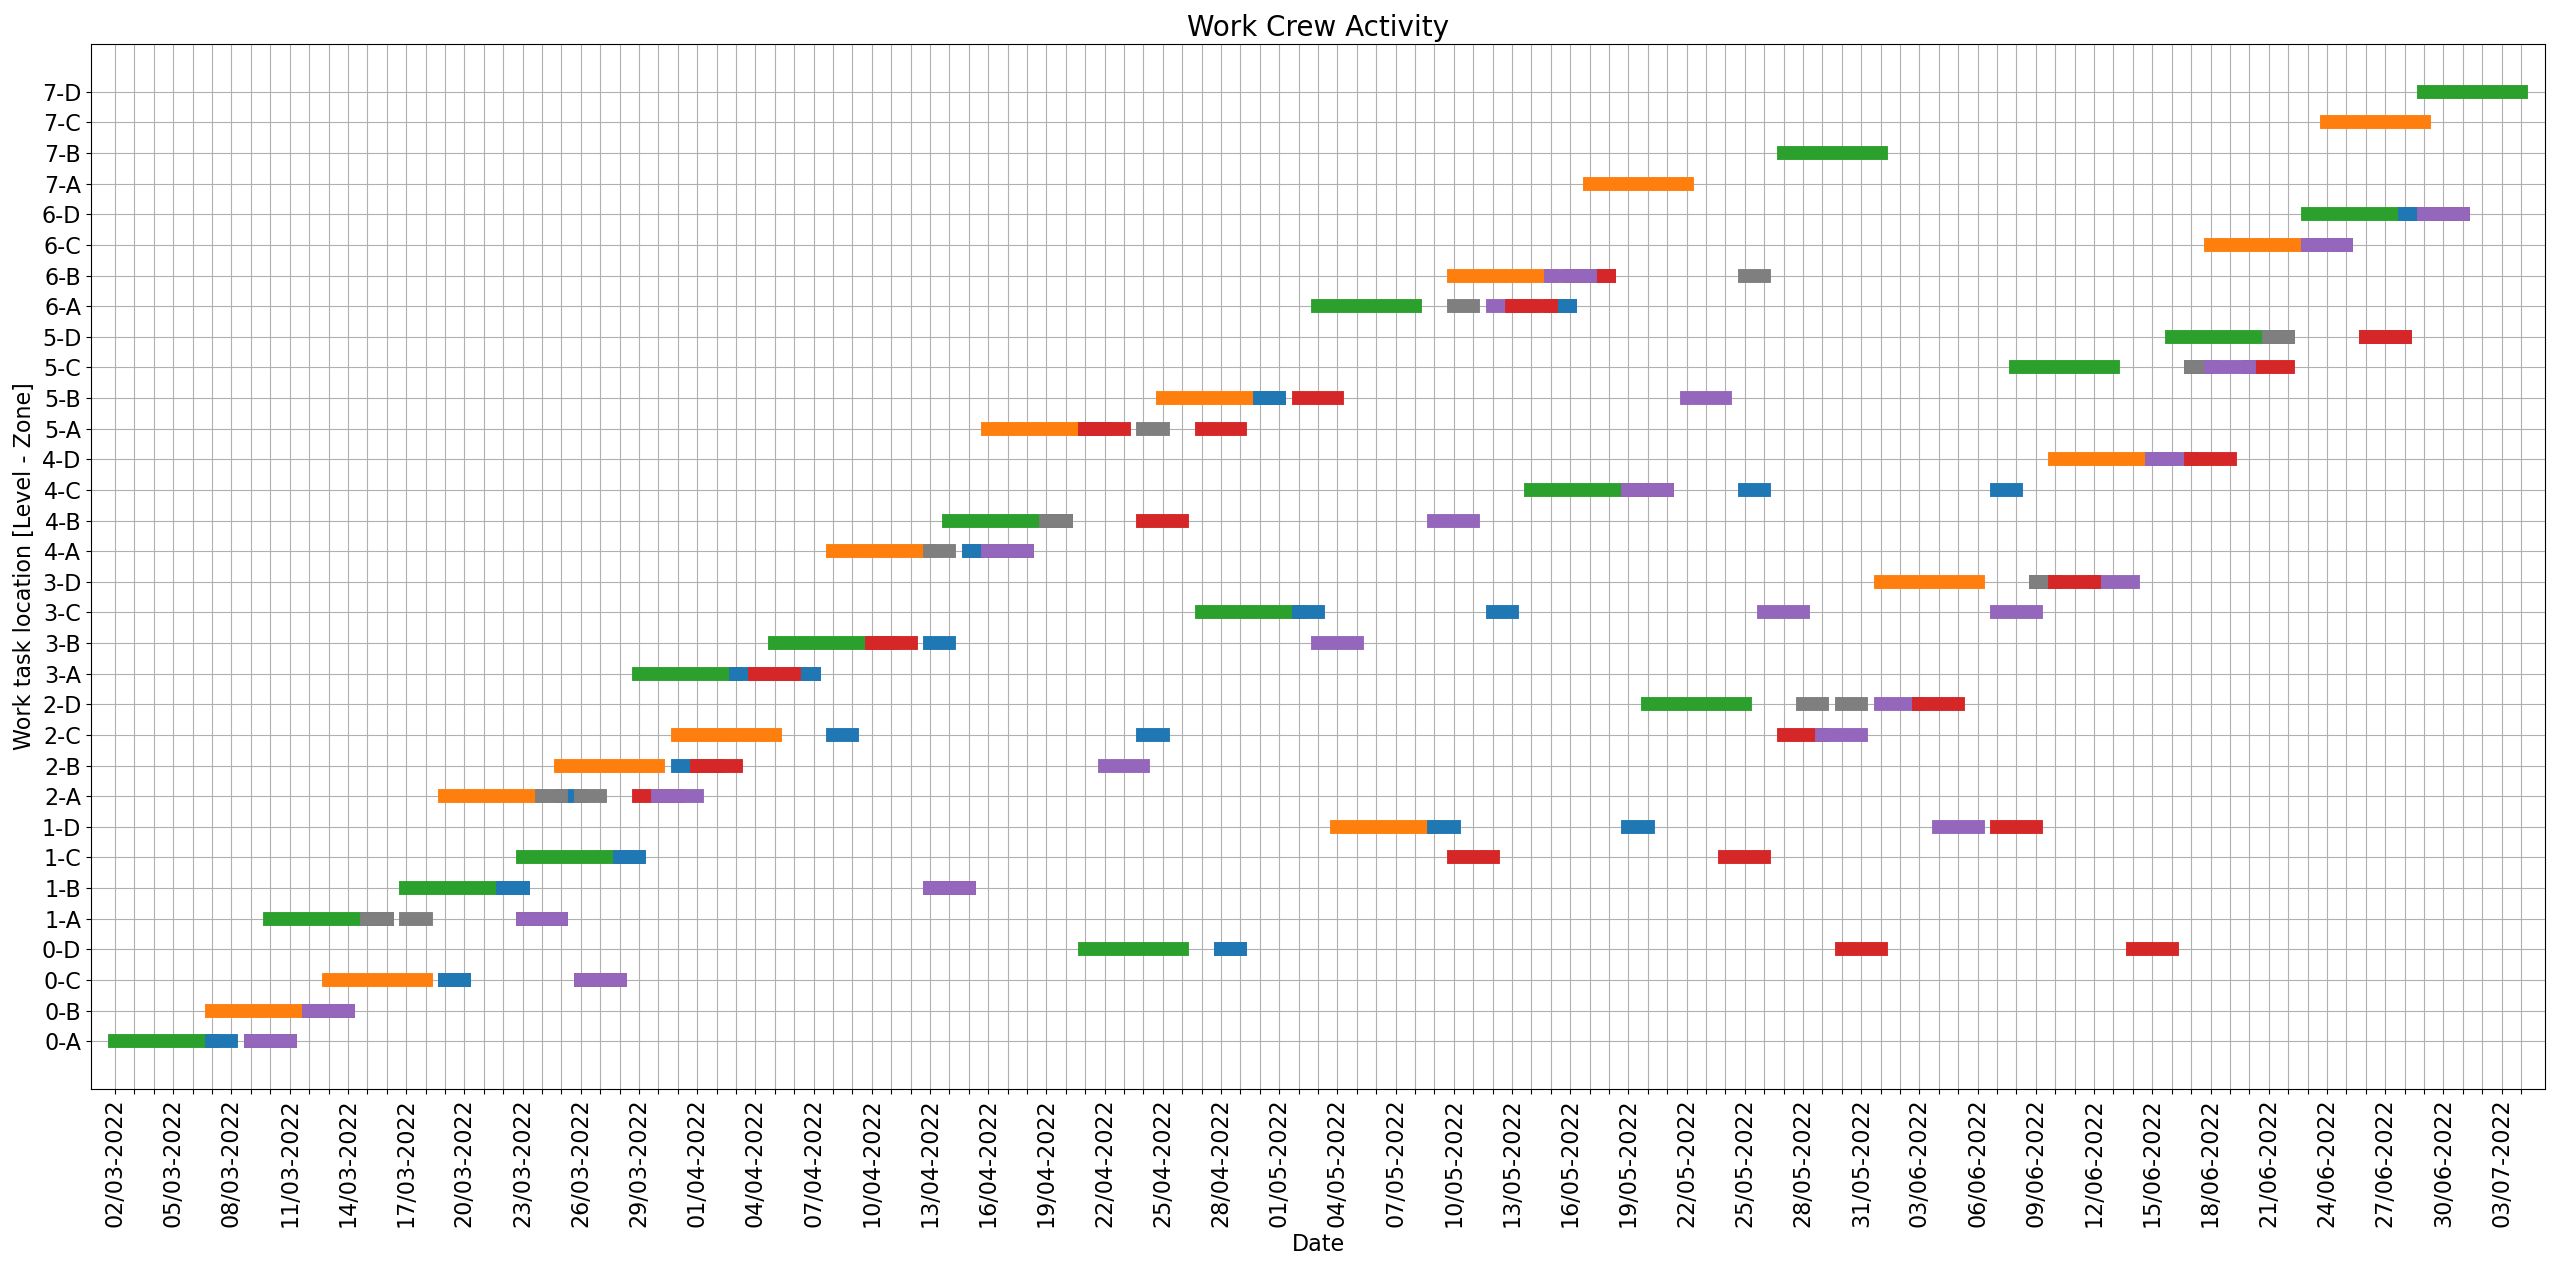 Work Crew Activity
Work task location [Level - Zone]
7-D
7-C
7-B
7-A
6-D
6-C
6-B
6-A
5-D
5-C
5-B
5-A
4-D
4-C
4-B
4-A
3-D
3-C
3-B
3-A
2-D
2-C
2-B
2-A
1-D
1-C
1-B
1-A
0-D
0-C
0-B
0-A
02/03-2022
05/03-2022
08/03-2022
11/03-2022
14/03-2022
17/03-2022
20/03-2022
23/03-2022
26/03-2022
29/03-2022
01/04-2022
04/04-2022
07/04-2022
10/04-2022
13/04-2022
16/04-2022
19/04-2022
22/04-2022
25/04-2022
28/04-2022
01/05-2022
04/05-2022
07/05-2022
10/05-2022
13/05-2022
16/05-2022
19/05-2022
22/05-2022
25/05-2022
28/05-2022
31/05-2022
03/06-2022
06/06-2022
09/06-2022
12/06-2022
15/06-2022
18/06-2022
21/06-2022
24/06-2022
27/06-2022
30/06-2022
03/07-2022
Date